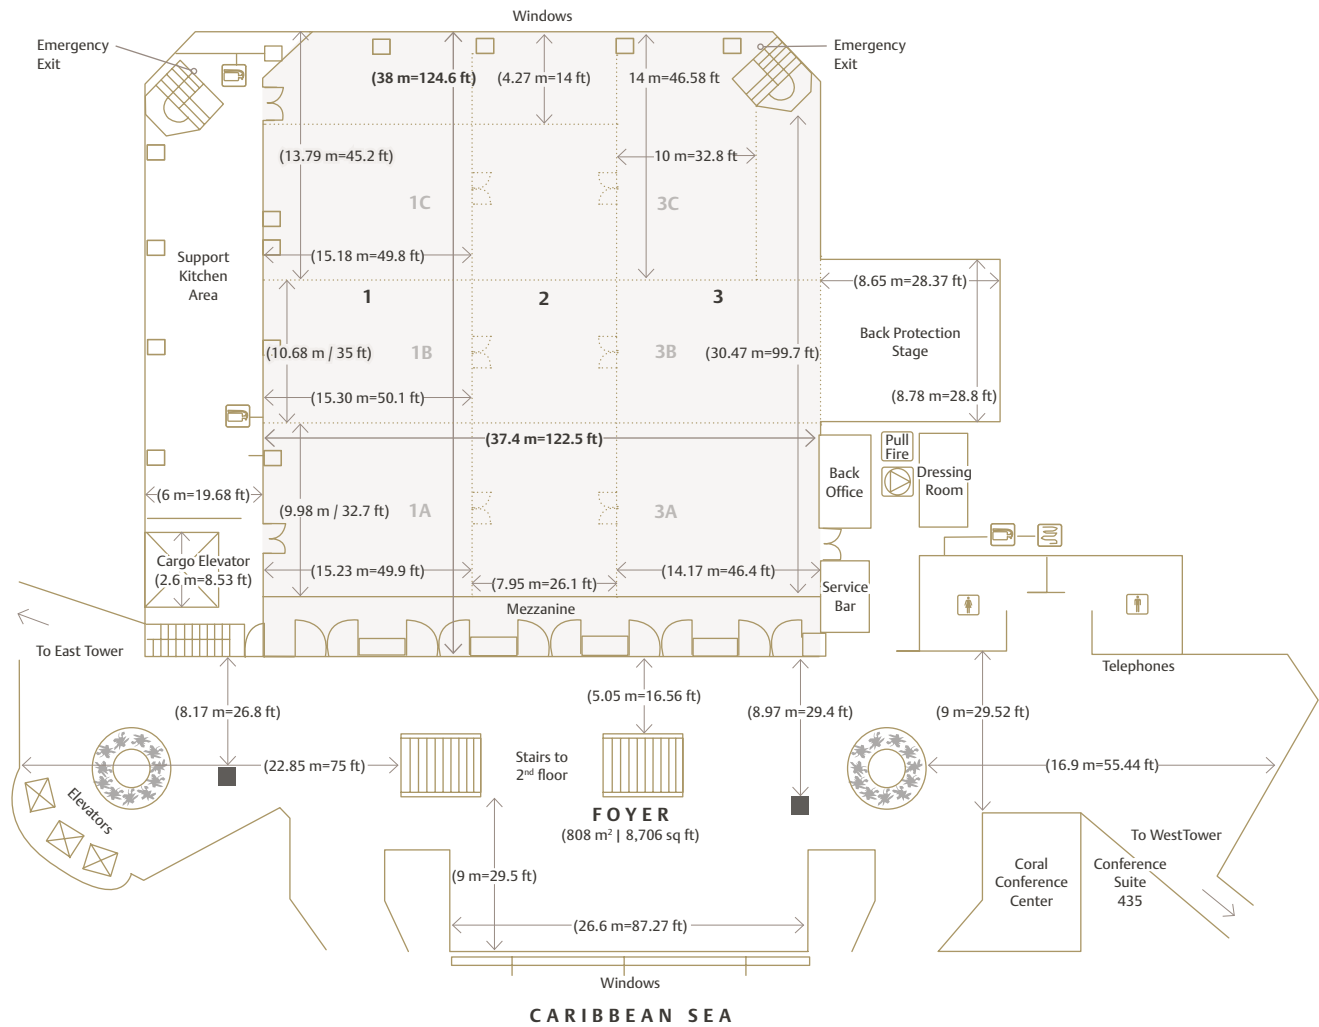 Windows
Emergency
Exit
Emergency
Exit
(38 m=124.6 ft)
(4.27 m=14 ft)
14 m=46.58 ft
(13.79 m=45.2 ft)
10 m=32.8 ft
1C
3C
Support
Kitchen
Area
(15.18 m=49.8 ft)
(8.65 m=28.37 ft)
1
2
3
Back Protection
Stage
(10.68 m / 35 ft)
1B
3B
(30.47 m=99.7 ft)
(15.30 m=50.1 ft)
(8.78 m=28.8 ft)
(37.4 m=122.5 ft)
Pull
Fire
Back
Office
Dressing
Room
(6 m=19.68 ft)
(9.98 m / 32.7 ft)
1A
3A
Cargo Elevator
(2.6 m=8.53 ft)
(15.23 m=49.9 ft)
(7.95 m=26.1 ft)
(14.17 m=46.4 ft)
Service
Bar
Mezzanine
To East Tower
Telephones
(8.17 m=26.8 ft)
(5.05 m=16.56 ft)
(8.97 m=29.4 ft)
(9 m=29.52 ft)
(22.85 m=75 ft)
Stairs to
2nd floor
(16.9 m=55.44 ft)
Elevators
FOYER
(808 m² | 8,706 sq ft)
To WestTower
(9 m=29.5 ft)
Coral
Conference
Center
Conference
Suite
435
(26.6 m=87.27 ft)
Windows
CARIBBEAN SEA